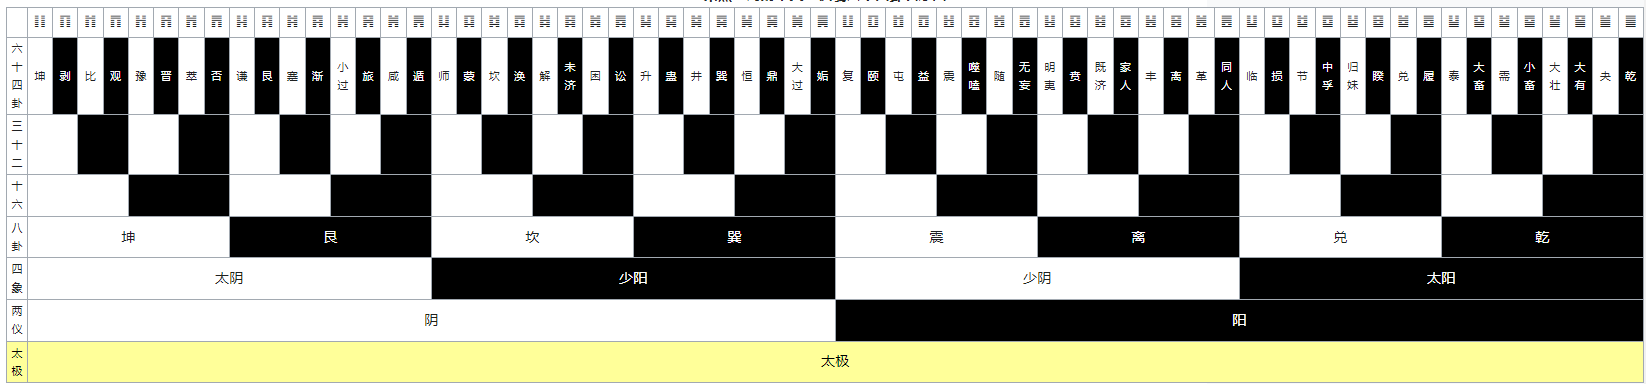 ䷁ ䷖ ䷇ ䷓ ䷏ ䷢ ䷬ ䷋ ䷎ ䷳ ䷦ ䷴ ䷽ ䷷ ䷞ ䷠ ䷆ ䷃ ䷜ ䷺ ䷧ ䷿ ䷮ ䷅ ䷭ ䷑ ䷯ ䷸ ䷟ ䷱ ䷛ ䷫ ䷗ ䷚ ䷂ ䷩ ䷲ ䷔ ䷐ ䷘ ䷣ ䷕ ䷾ ䷤ ䷶ ䷝ ䷰ ䷌ ䷒ ䷨ ䷻ ䷼ ䷵ ䷥ ䷹ ䷉ ䷊ ䷙ ䷄ ䷈ ䷡ ䷍ ䷪ ䷀
六十四卦 坤 剥 比 观 豫 晋 萃 否 谦 艮 蹇 渐 小过 旅 咸 遁 师 蒙 坎 涣 解 未济 困 讼 升 蛊 井 巽 恒 鼎 大过 姤 复 颐 屯 益 震 噬嗑 随 无妄 明夷 贲 既济 家人 丰 离 革 同人 临 损 节 中孚 归妹 睽 兑 履 泰 大畜 需 小畜 大壮 大有 夬 乾
三十二
十六
八卦 坤 艮 坎 巽 震 离 兑 乾
四象 太阴 少阳 少阴 太阳
两仪 阴 阳
太极 太极